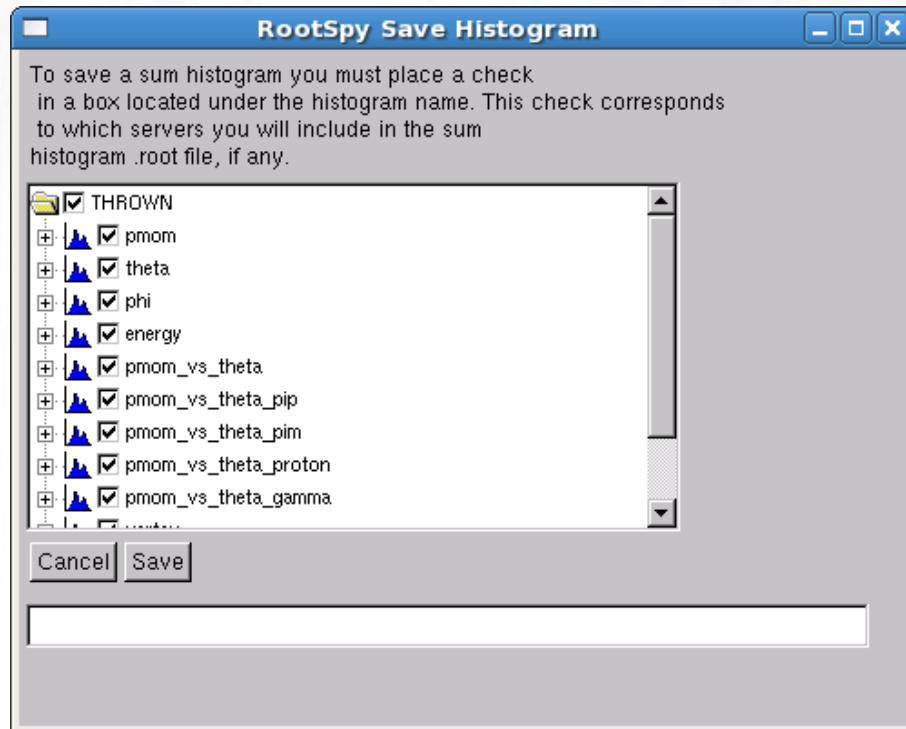 RootSpy Save Histogram
To save a sum histogram you must place a check
in a box located under the histogram name. This check corresponds
to which servers you will include in the sum
histogram .root file, if any.
THROWN
pmom
theta
phi
energy
pmom_vs_theta
pmom_vs_theta_pip
pmom_vs_theta_pim
pmom_vs_theta_proton
pmom_vs_theta_gamma
Cancel Save